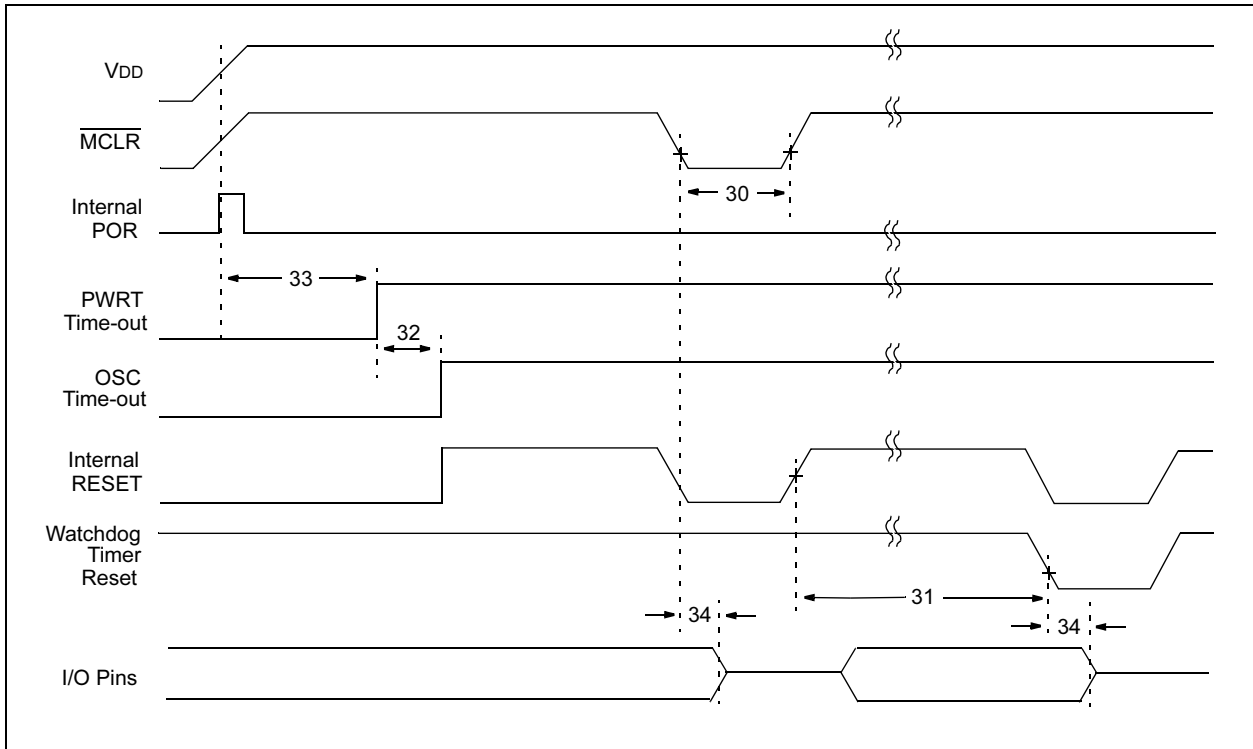 VDD
MCLR
30
Internal
POR
33
PWRT
Time-out
32
OSC
Time-out
Internal
RESET
Watchdog
Timer
Reset
31
34
34
I/O Pins